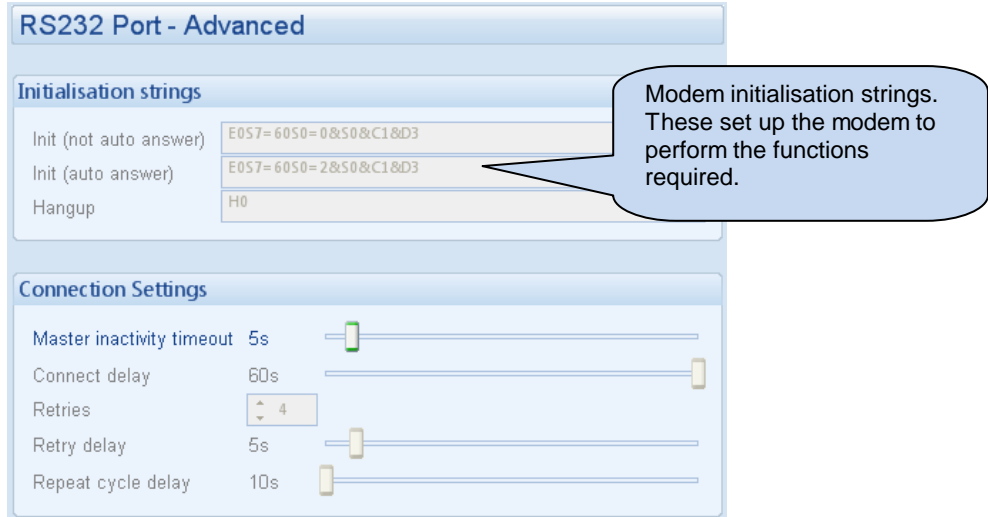 RS232 Port - Advanced
Initialisation strings
Init (not auto answer) E0S7=60S0=0&S0&C1&D3
Init (auto answer) E0S7=60S0=2&S0&C1&D3
Hangup H0
Modem initialisation strings.
These set up the modem to
perform the functions
required.
Connection Settings
Master inactivity timeout 5s
Connect delay 60s
Retries 4
Retry delay 5s
Repeat cycle delay 10s